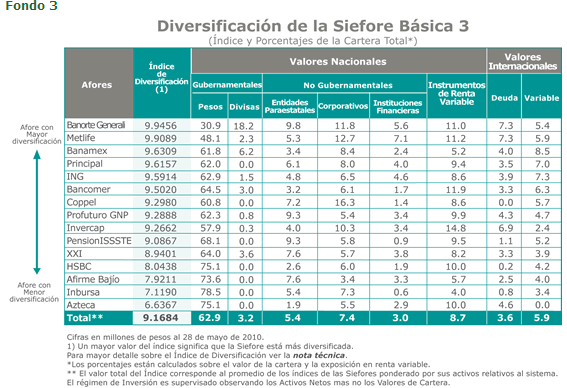 Fondo 3
Diversificación de la Siefore Básica 3
(Índice y Porcentajes de la Cartera Total*)
Afores
Índice de Diversificación (1)
Valores Nacionales
Valores Internacionales
Gubernamentales
No Gubernamentales
Instrumentos de Renta Variable
Deuda Variable
Pesos Divisas
Entidades Paraestatales
Corporativos
Instituciones Financieras
Afore con Mayor diversificación
Banorte Generali 9.9456 30.9 18.2 9.8 11.8 5.6 11.0 7.3 5.4
Metlife 9.9089 48.1 2.3 5.3 12.7 7.1 11.2 7.3 5.9
Banamex 9.6309 61.8 6.2 3.4 8.4 2.4 5.2 4.0 8.5
Principal 9.6157 62.0 0.0 6.1 8.0 4.0 9.4 3.5 7.0
ING 9.5914 62.9 1.5 4.8 6.5 4.6 8.6 3.9 7.3
Bancomer 9.5020 64.5 3.0 3.2 6.1 1.7 11.9 3.3 6.3
Coppel 9.2980 60.8 0.0 7.2 16.3 1.4 8.6 0.0 5.7
Profuturo GNP 9.2888 62.3 0.8 9.3 5.4 3.4 9.9 4.3 4.7
Invercap 9.2662 57.9 0.3 4.0 10.3 3.4 14.8 6.9 2.4
PensionISSSTE 9.0867 68.1 0.0 9.3 5.8 0.9 9.5 1.1 5.2
XXI 8.9401 64.0 3.6 7.6 5.7 3.8 8.2 3.3 3.9
HSBC 8.0438 75.1 0.0 2.6 6.0 1.9 10.0 0.2 4.2
Afirme Bajío 7.9211 73.6 0.0 7.6 3.4 3.3 5.7 2.5 4.0
Inbursa 7.1190 78.5 0.0 5.4 7.3 0.6 4.0 0.8 3.4
Azteca 6.6367 75.1 0.0 1.9 5.5 2.9 10.0 4.6 0.0
Afore con Menor diversificación
Total** 9.1684 62.9 3.2 5.4 7.4 3.0 8.7 3.6 5.9
Cifras en millones de pesos al 28 de mayo de 2010.
1) Un mayor valor del índice significa que la Siefore está más diversificada.
Para mayor detalle sobre el Índice de Diversificación ver la nota técnica.
*Los porcentajes están calculados sobre el valor de la cartera y la exposición en renta variable.
** El valor total del Índice corresponde al promedio de los índices de las Siefores ponderado por sus activos relativos al sistema.
El régimen de Inversión es supervisado observando los Activos Netos mas no los Valores de Cartera.